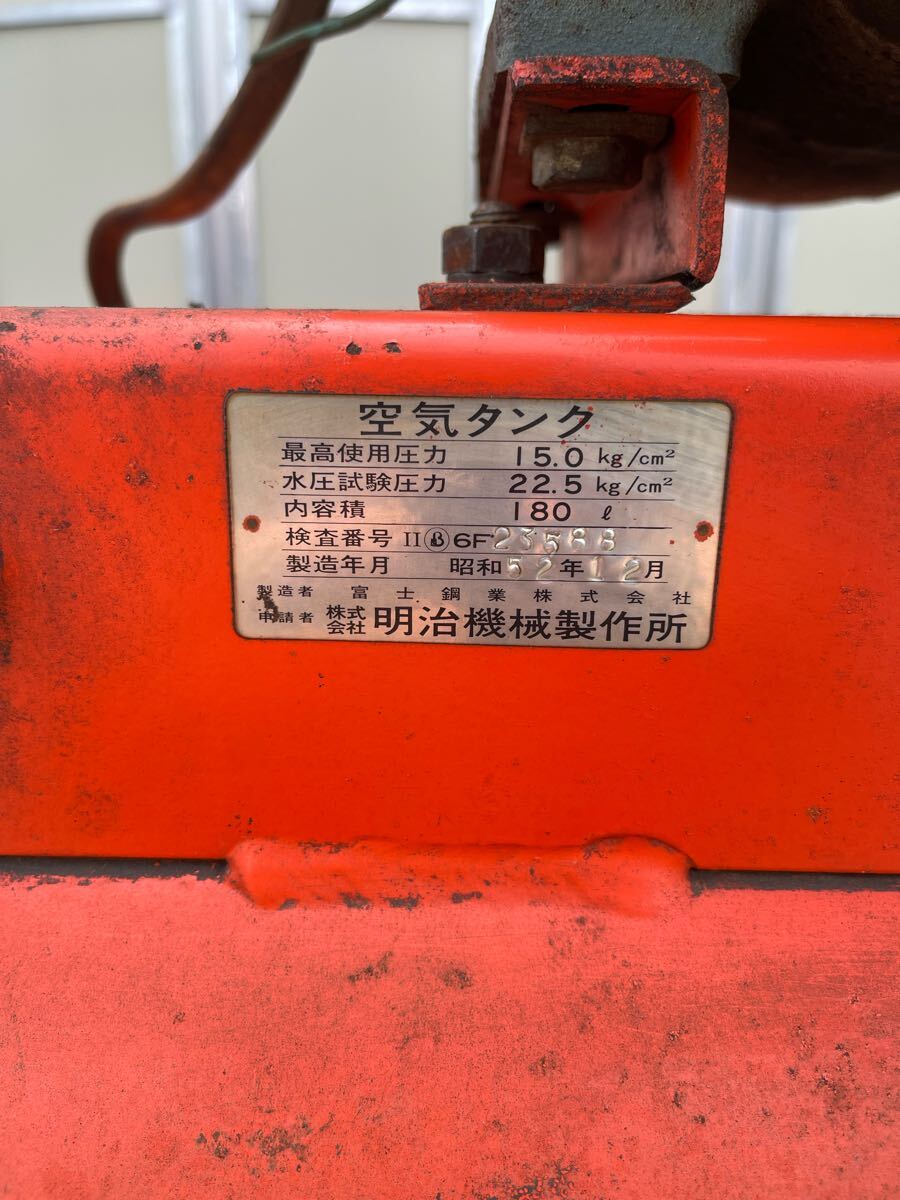 空気タンク
最高使用圧力 15.0 kg/cm²
水圧試験圧力 22.5 kg/cm²
内容積 180 ℓ
検査番号 IIⒷ6F23588
製造年月 昭和52年12月
製造者 富士鋼業株式会社
申請者 株式会社 明治機械製作所